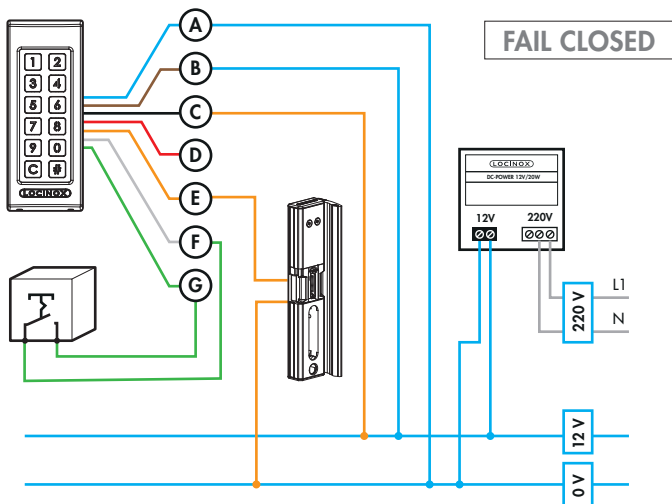 FAIL CLOSED
1 2
3 4
5 6
7 8
9 0
C #
LOCINOX
A
B
C
D
E
F
G
LOCINOX
DC-POWER 12V/20W
12V 220V
220 V
L1
N
12 V
0 V